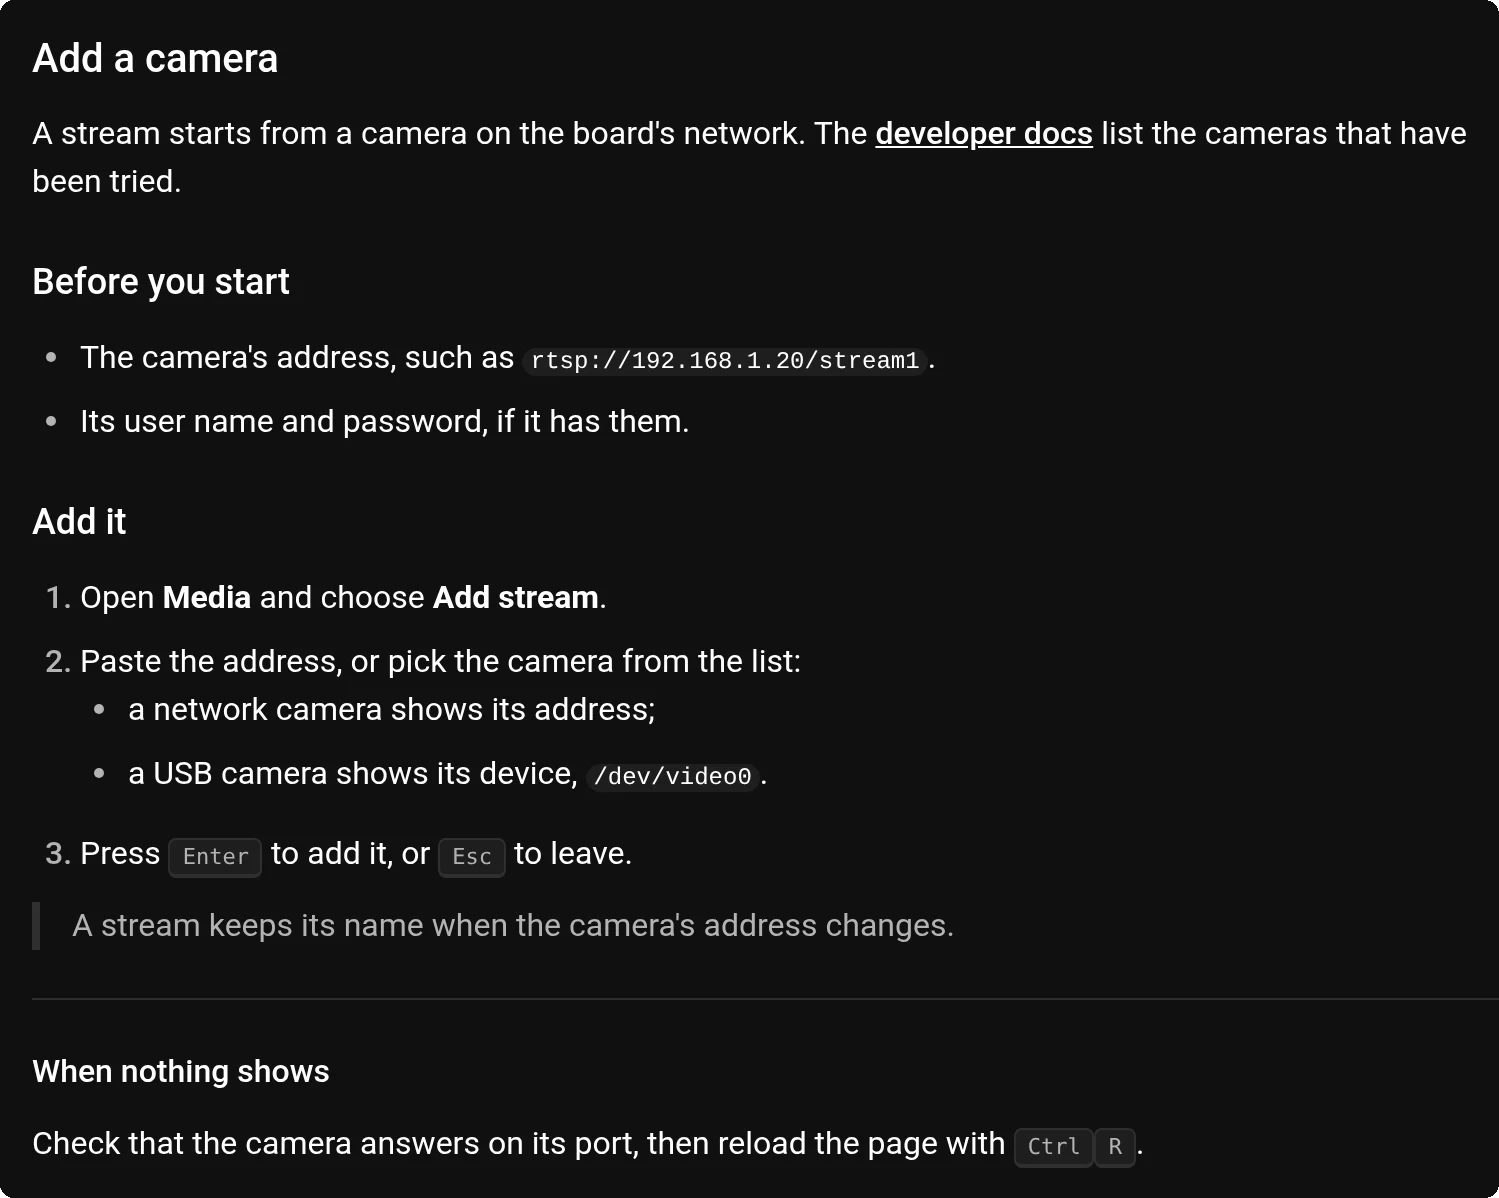 Add a camera
A stream starts from a camera on the board's network. The developer docs list the cameras that have
been tried.
Before you start
• The camera's address, such as rtsp://192.168.1.20/stream1.
• Its user name and password, if it has them.
Add it
1. Open Media and choose Add stream.
2. Paste the address, or pick the camera from the list:
• a network camera shows its address;
• a USB camera shows its device, /dev/video0.
3. Press Enter to add it, or Esc to leave.
A stream keeps its name when the camera's address changes.
When nothing shows
Check that the camera answers on its port, then reload the page with Ctrl R.